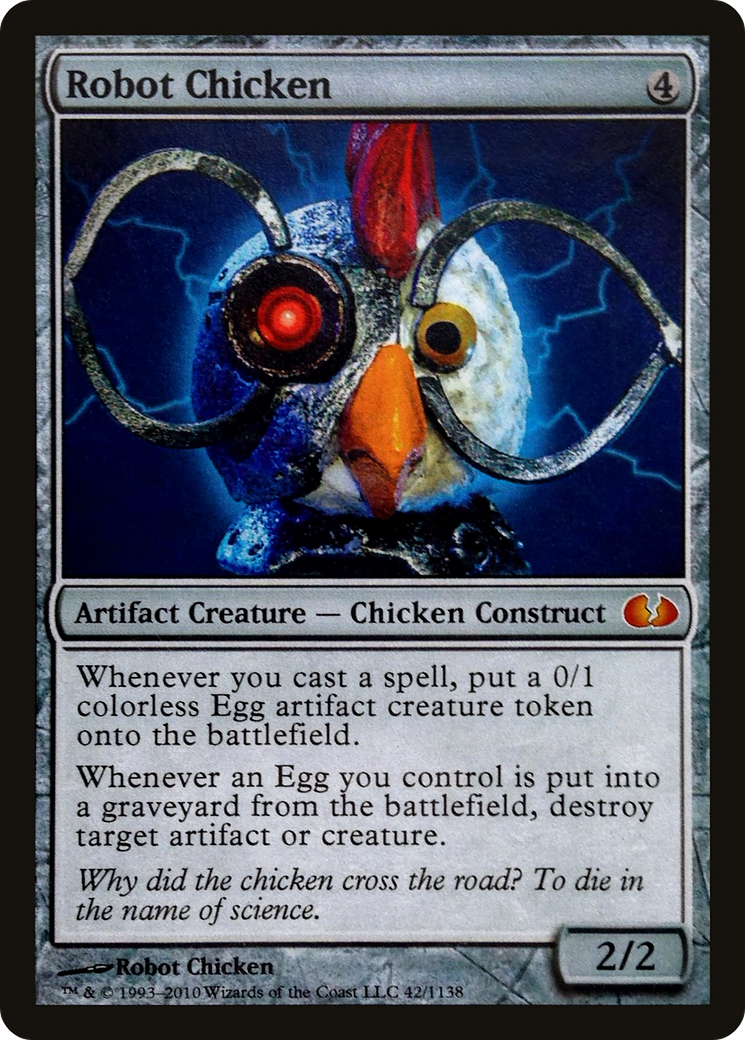 Robot Chicken 4
Artifact Creature — Chicken Construct
Whenever you cast a spell, put a 0/1
colorless Egg artifact creature token
onto the battlefield.
Whenever an Egg you control is put into
a graveyard from the battlefield, destroy
target artifact or creature.
Why did the chicken cross the road? To die in
the name of science.
2/2
Robot Chicken
™ & © 1993–2010 Wizards of the Coast LLC 42/1138